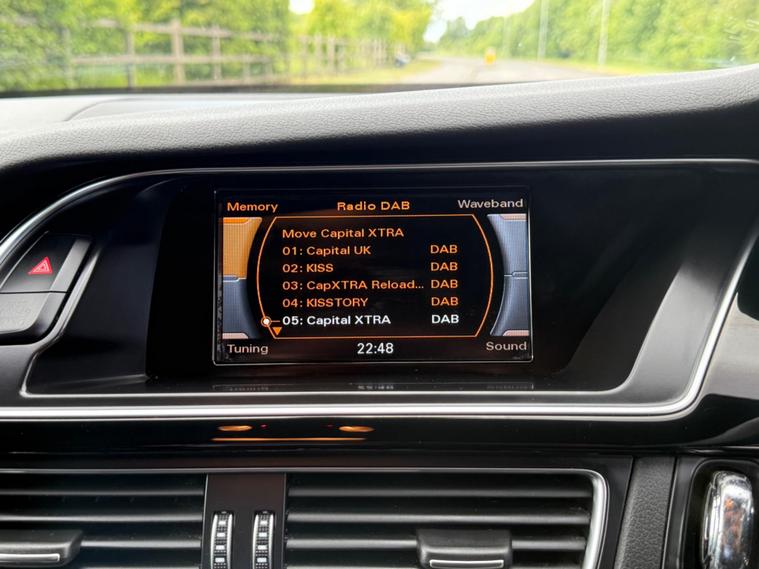 Memory Radio DAB Waveband
Move Capital XTRA
01: Capital UK DAB
02: KISS DAB
03: CapXTRA Reload... DAB
04: KISSTORY DAB
05: Capital XTRA DAB
Tuning 22:48 Sound